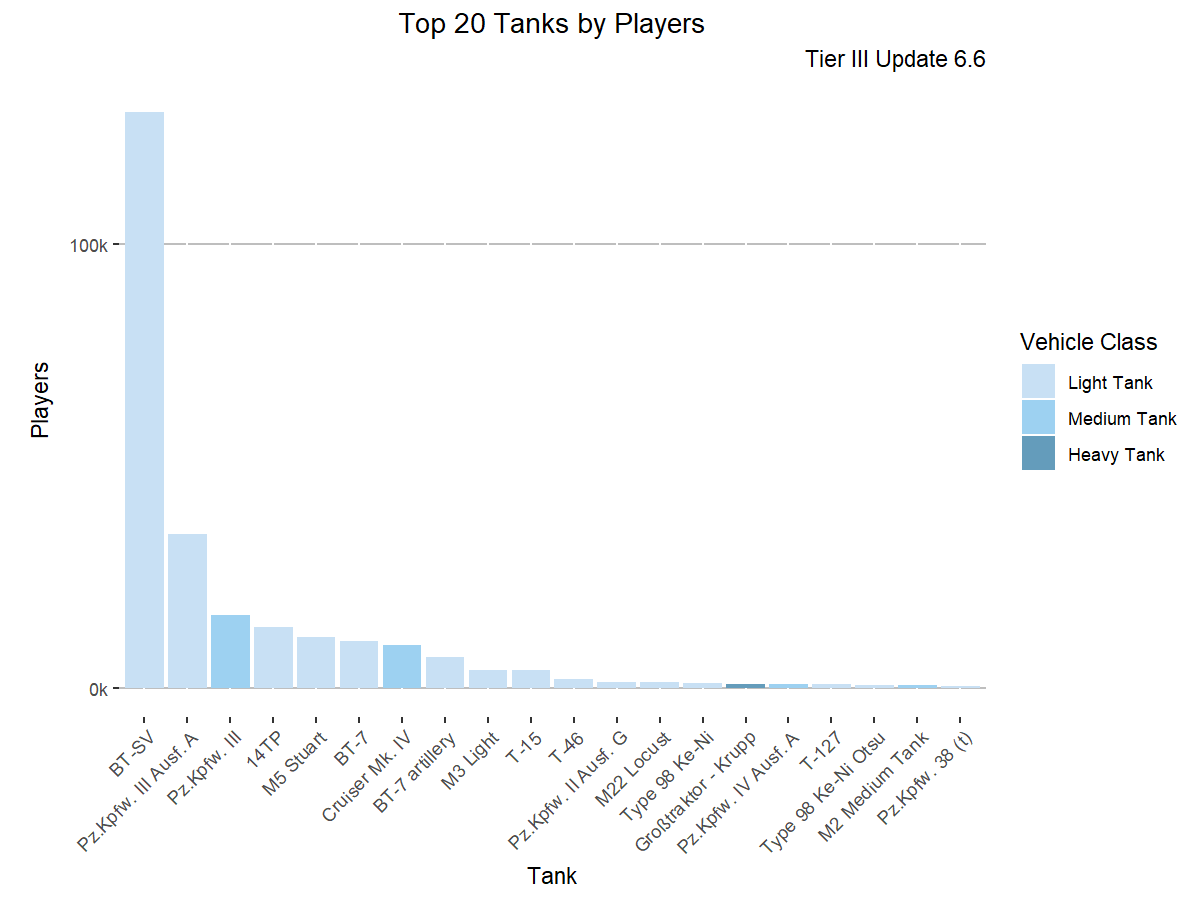 Top 20 Tanks by Players
Tier III Update 6.6
Players
100k
0k
BT-SV
Pz.Kpfw. III Ausf. A
Pz.Kpfw. III
14TP
M5 Stuart
BT-7
Cruiser Mk. IV
BT-7 artillery
M3 Light
T-15
T-46
Pz.Kpfw. II Ausf. G
M22 Locust
Type 98 Ke-Ni
Großtraktor - Krupp
Pz.Kpfw. IV Ausf. A
T-127
Type 98 Ke-Ni Otsu
M2 Medium Tank
Pz.Kpfw. 38 (t)
Tank
Vehicle Class
Light Tank
Medium Tank
Heavy Tank